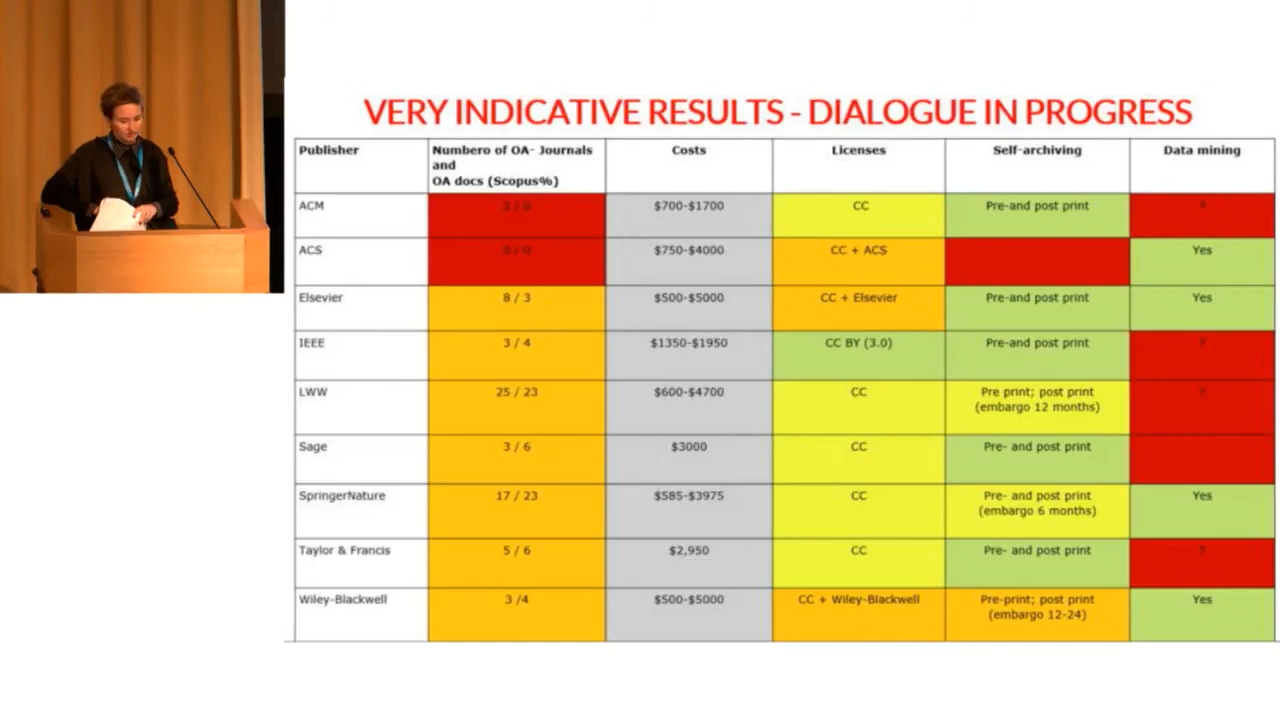 VERY INDICATIVE RESULTS - DIALOGUE IN PROGRESS
Publisher
Numbero of OA- Journals
and
OA docs (Scopus%)
Costs
Licenses
Self-archiving
Data mining
ACM
$700-$1700
CC
Pre-and post print
?
ACS
0 / 0
$750-$4000
CC + ACS
Yes
Elsevier
8 / 3
$500-$5000
CC + Elsevier
Pre-and post print
Yes
IEEE
3 / 4
$1350-$1950
CC BY (3.0)
Pre-and post print
?
LWW
25 / 23
$600-$4700
CC
Pre print; post print
(embargo 12 months)
?
Sage
3 / 6
$3000
CC
Pre- and post print
SpringerNature
17 / 23
$585-$3975
CC
Pre- and post print
(embargo 6 months)
Yes
Taylor & Francis
5 / 6
$2,950
CC
Pre- and post print
?
Wiley-Blackwell
3 /4
$500-$5000
CC + Wiley-Blackwell
Pre-print; post print
(embargo 12-24)
Yes